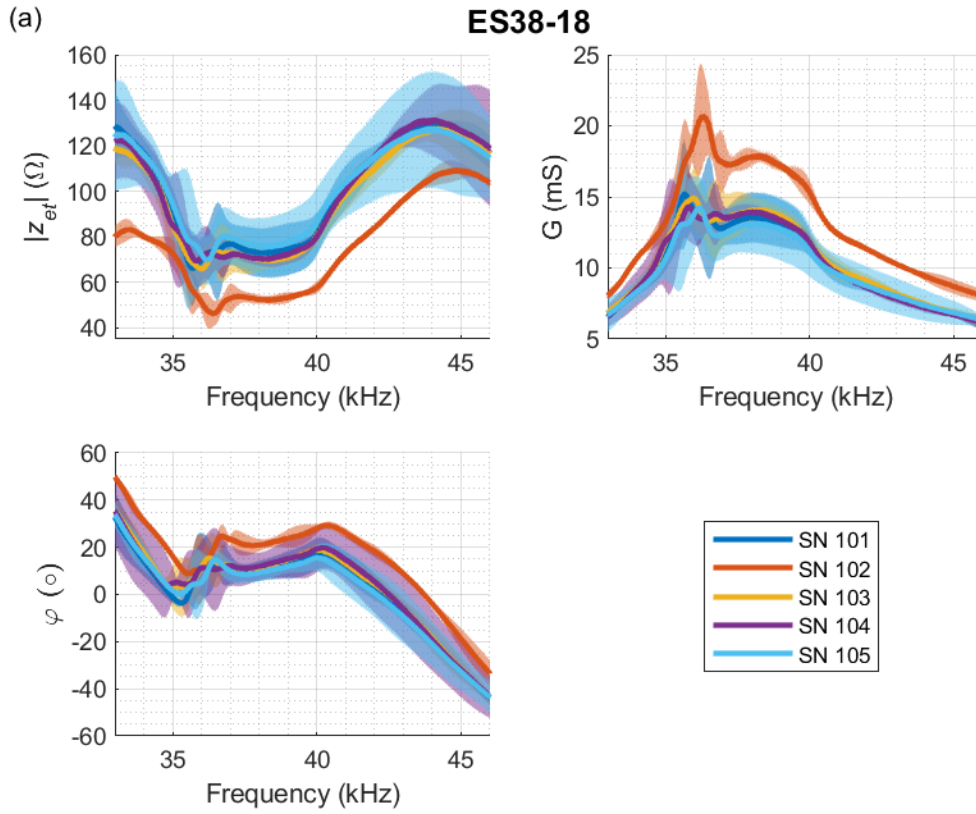 (a)
ES38-18
160
140
120
100
80
60
40
|z_et| (Ω)
35
40
45
Frequency (kHz)
25
20
15
10
5
G (mS)
35
40
45
Frequency (kHz)
60
40
20
0
-20
-40
-60
φ (○)
35
40
45
Frequency (kHz)
SN 101
SN 102
SN 103
SN 104
SN 105